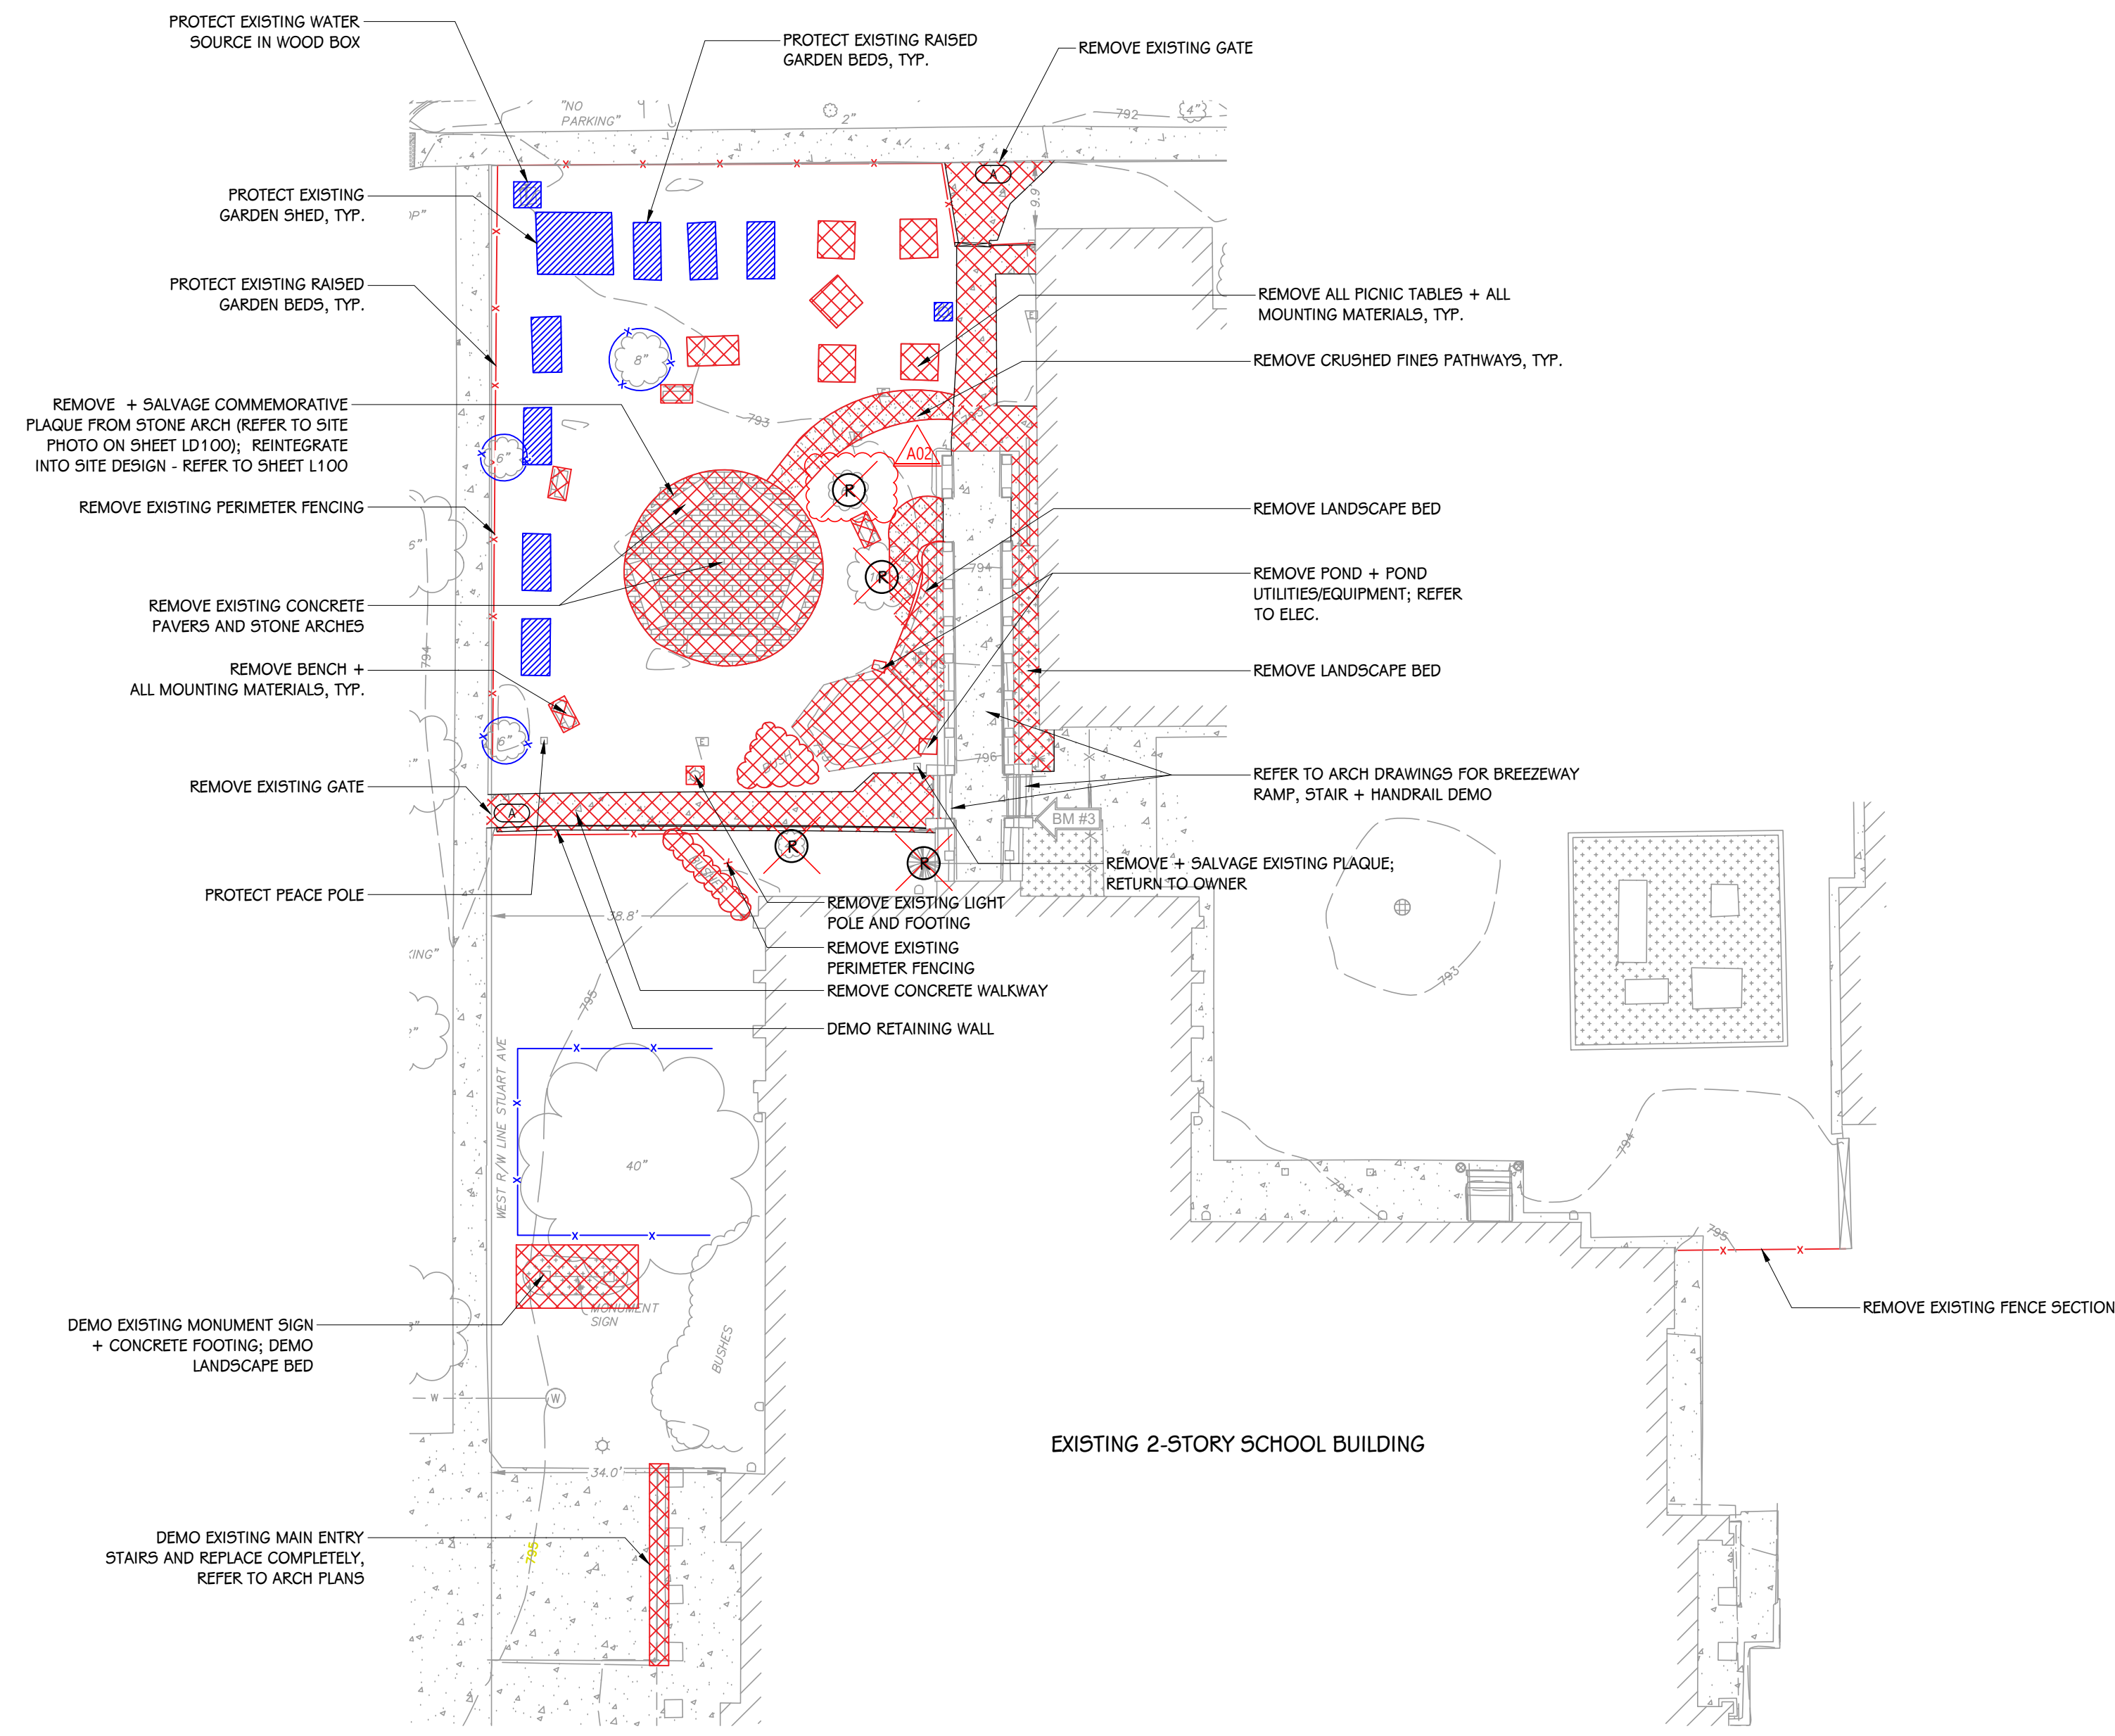 PROTECT EXISTING WATER
SOURCE IN WOOD BOX
PROTECT EXISTING RAISED
GARDEN BEDS, TYP.
REMOVE EXISTING GATE
"NO
PARKING"
2"
792
4"
A
9.9
PROTECT EXISTING
GARDEN SHED, TYP.
PROTECT EXISTING RAISED
GARDEN BEDS, TYP.
REMOVE ALL PICNIC TABLES + ALL
MOUNTING MATERIALS, TYP.
E
8"
REMOVE CRUSHED FINES PATHWAYS, TYP.
793
REMOVE + SALVAGE COMMEMORATIVE
PLAQUE FROM STONE ARCH (REFER TO SITE
PHOTO ON SHEET LD100); REINTEGRATE
INTO SITE DESIGN - REFER TO SHEET L100
6"
A02
R
REMOVE EXISTING PERIMETER FENCING
REMOVE LANDSCAPE BED
R
794
REMOVE POND + POND
UTILITIES/EQUIPMENT; REFER
TO ELEC.
REMOVE EXISTING CONCRETE
PAVERS AND STONE ARCHES
794
REMOVE BENCH +
ALL MOUNTING MATERIALS, TYP.
REMOVE LANDSCAPE BED
6"
E
BUSH
796
REFER TO ARCH DRAWINGS FOR BREEZEWAY
RAMP, STAIR + HANDRAIL DEMO
REMOVE EXISTING GATE
A
BM #3
R
R
BUSHES
REMOVE + SALVAGE EXISTING PLAQUE;
RETURN TO OWNER
PROTECT PEACE POLE
38.8'
REMOVE EXISTING LIGHT
POLE AND FOOTING
REMOVE EXISTING
PERIMETER FENCING
REMOVE CONCRETE WALKWAY
DEMO RETAINING WALL
793
795
WEST R/W LINE STUART AVE
40"
794
794
795
REMOVE EXISTING FENCE SECTION
MONUMENT
SIGN
DEMO EXISTING MONUMENT SIGN
+ CONCRETE FOOTING; DEMO
LANDSCAPE BED
BUSHES
W
W
EXISTING 2-STORY SCHOOL BUILDING
34.0'
DEMO EXISTING MAIN ENTRY
STAIRS AND REPLACE COMPLETELY,
REFER TO ARCH PLANS
795